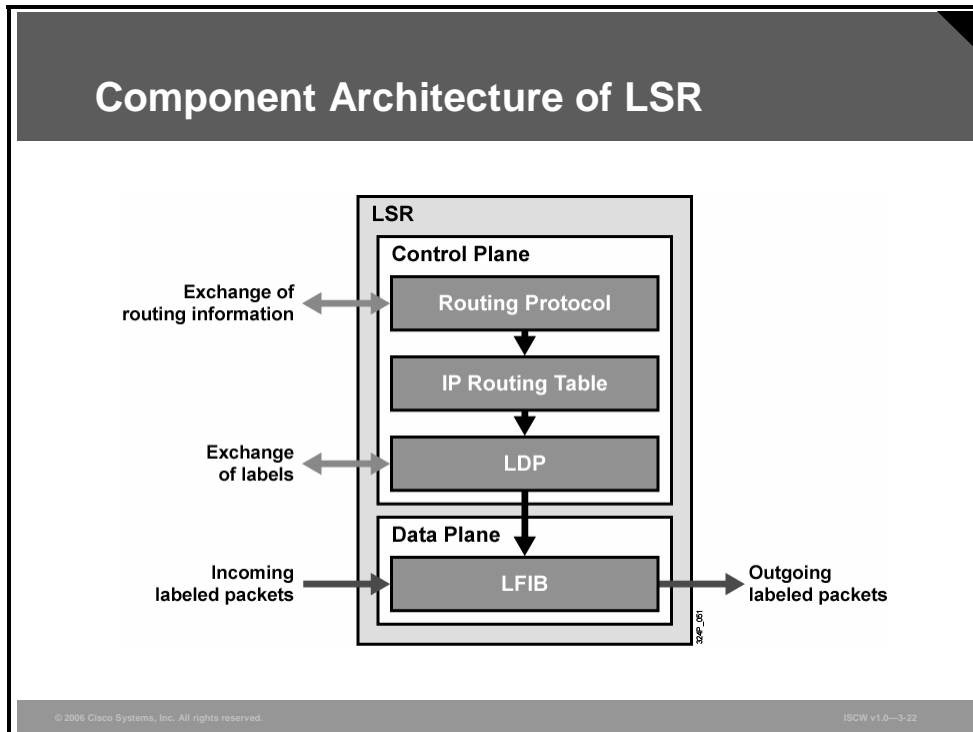 Component Architecture of LSR
LSR
Control Plane
Exchange of
routing information
Routing Protocol
IP Routing Table
Exchange
of labels
LDP
Data Plane
Incoming
labeled packets
LFIB
Outgoing
labeled packets
324P_051
© 2006 Cisco Systems, Inc. All rights reserved.
ISCW v1.0—3-22